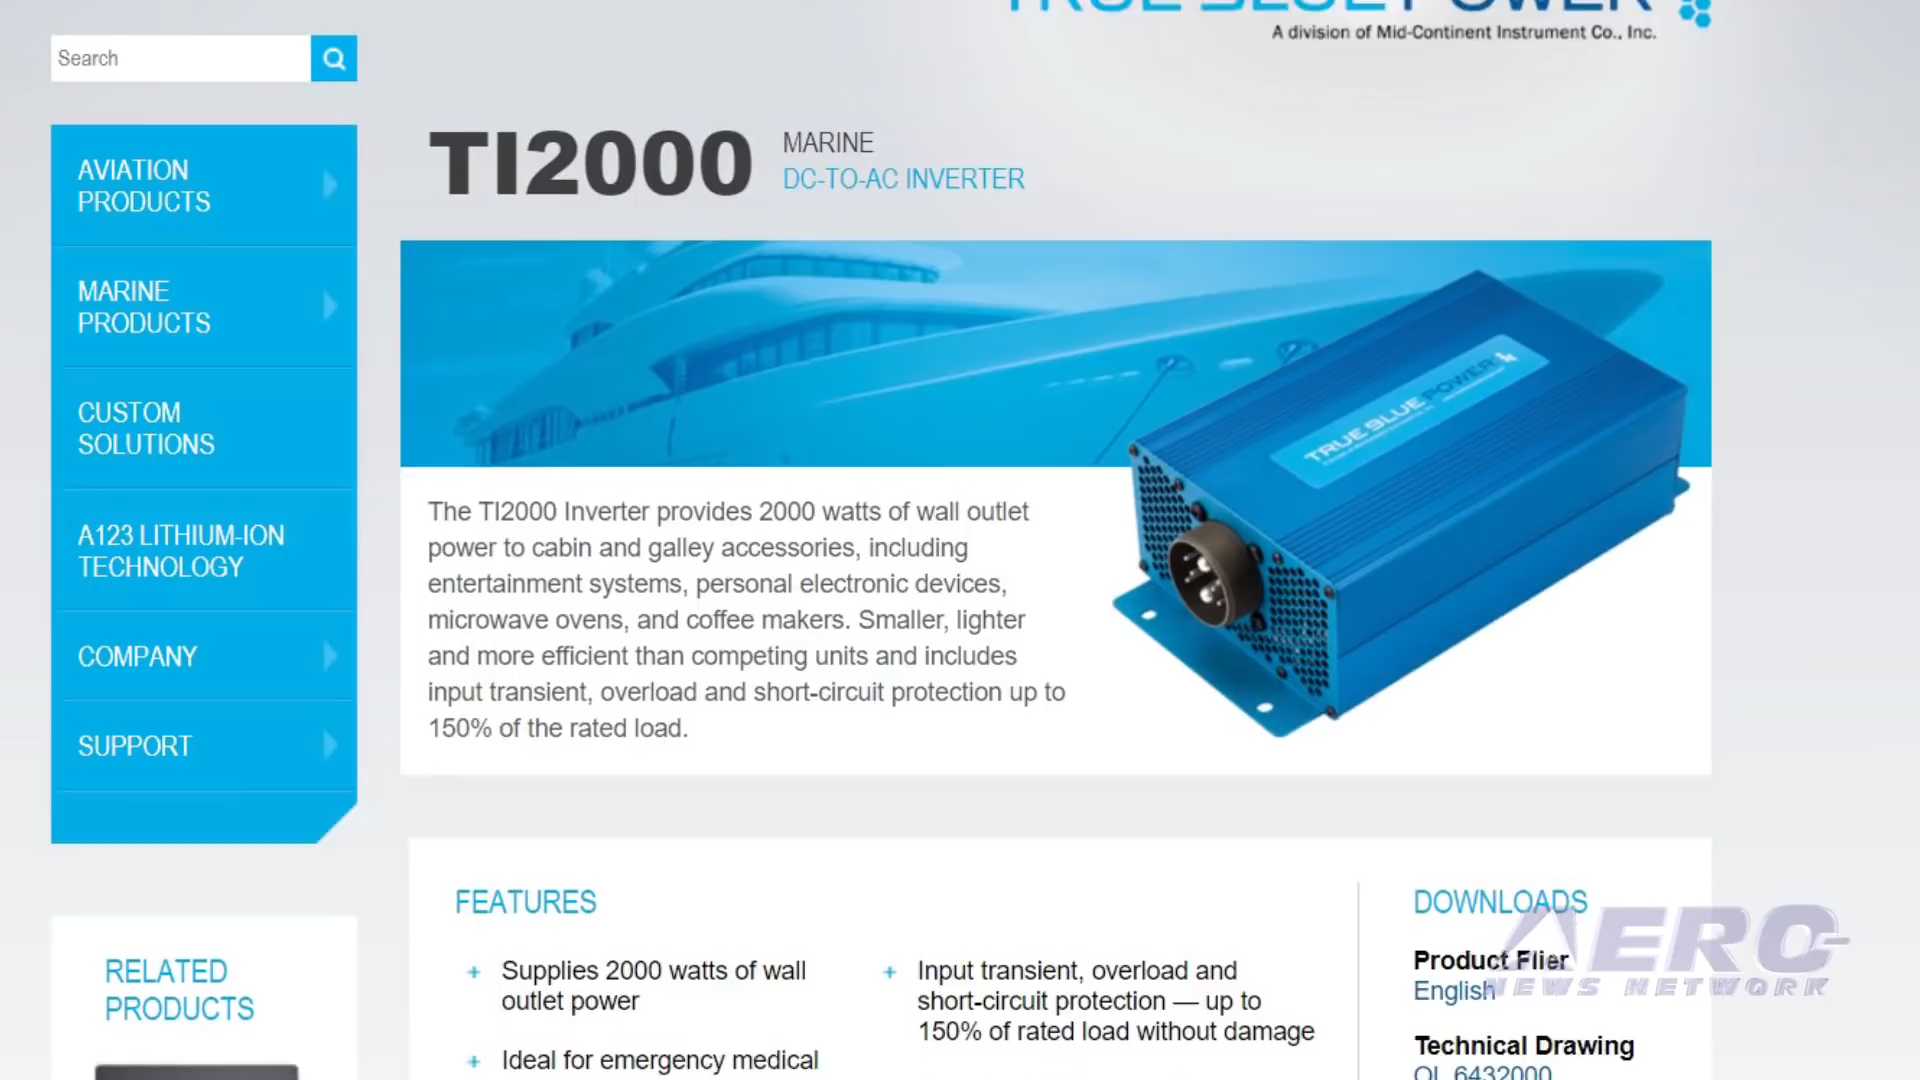 TRUE BLUE POWER
A division of Mid-Continent Instrument Co., Inc.
Search
AVIATION
PRODUCTS
MARINE
PRODUCTS
CUSTOM
SOLUTIONS
A123 LITHIUM-ION
TECHNOLOGY
COMPANY
SUPPORT
RELATED
PRODUCTS
TI2000
MARINE
DC-TO-AC INVERTER
TRUE BLUE POWER
The TI2000 Inverter provides 2000 watts of wall outlet
power to cabin and galley accessories, including
entertainment systems, personal electronic devices,
microwave ovens, and coffee makers. Smaller, lighter
and more efficient than competing units and includes
input transient, overload and short-circuit protection up to
150% of the rated load.
FEATURES
+ Supplies 2000 watts of wall
outlet power
+ Ideal for emergency medical
+ Input transient, overload and
short-circuit protection — up to
150% of rated load without damage
DOWNLOADS
Product Flier
English
Technical Drawing
OL 6432000
AERO
NEWS NETWORK